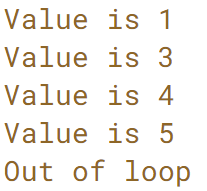 Value is 1
Value is 3
Value is 4
Value is 5
Out of loop